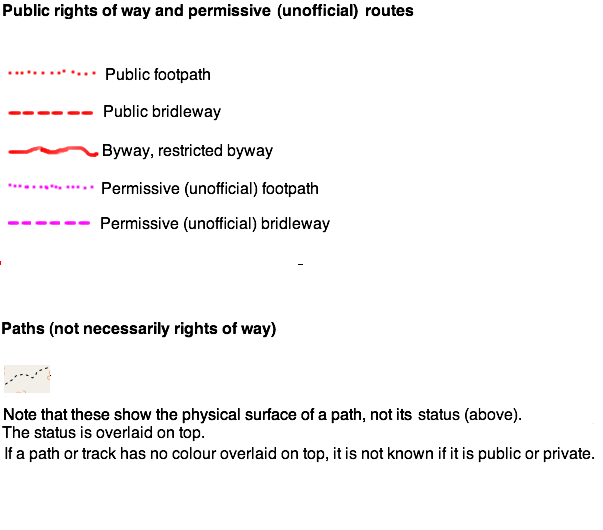 Public rights of way and permissive (unofficial) routes
Public footpath
Public bridleway
Byway, restricted byway
Permissive (unofficial) footpath
Permissive (unofficial) bridleway
Paths (not necessarily rights of way)
Note that these show the physical surface of a path, not its status (above).
The status is overlaid on top.
If a path or track has no colour overlaid on top, it is not known if it is public or private.